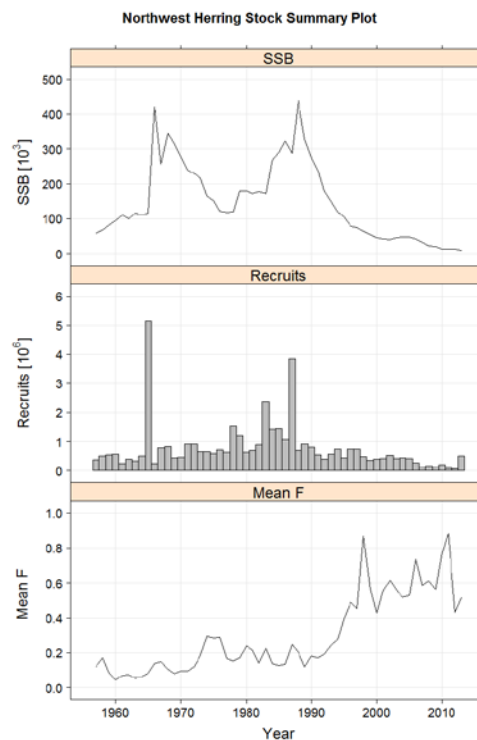 Northwest Herring Stock Summary Plot
SSB
500
400
300
200
100
0
SSB [10³]
Recruits
6
5
4
3
2
1
0
Recruits [10⁶]
Mean F
1.0
0.8
0.6
0.4
0.2
0.0
Mean F
1960 1970 1980 1990 2000 2010
Year